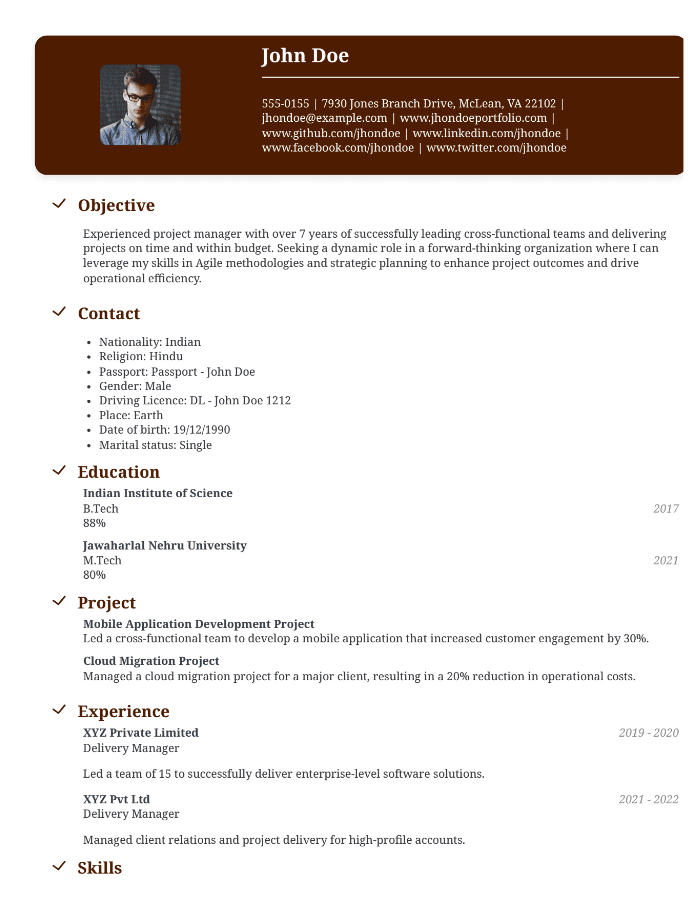 John Doe
555-0155 | 7930 Jones Branch Drive, McLean, VA 22102 |
jhondoe@example.com | www.jhondoeportfolio.com |
www.github.com/jhondoe | www.linkedin.com/jhondoe |
www.facebook.com/jhondoe | www.twitter.com/jhondoe
Objective
Experienced project manager with over 7 years of successfully leading cross-functional teams and delivering
projects on time and within budget. Seeking a dynamic role in a forward-thinking organization where I can
leverage my skills in Agile methodologies and strategic planning to enhance project outcomes and drive
operational efficiency.
Contact
• Nationality: Indian
• Religion: Hindu
• Passport: Passport - John Doe
• Gender: Male
• Driving Licence: DL - John Doe 1212
• Place: Earth
• Date of birth: 19/12/1990
• Marital status: Single
Education
Indian Institute of Science
B.Tech 2017
88%
Jawaharlal Nehru University
M.Tech 2021
80%
Project
Mobile Application Development Project
Led a cross-functional team to develop a mobile application that increased customer engagement by 30%.
Cloud Migration Project
Managed a cloud migration project for a major client, resulting in a 20% reduction in operational costs.
Experience
XYZ Private Limited 2019 - 2020
Delivery Manager
Led a team of 15 to successfully deliver enterprise-level software solutions.
XYZ Pvt Ltd 2021 - 2022
Delivery Manager
Managed client relations and project delivery for high-profile accounts.
Skills